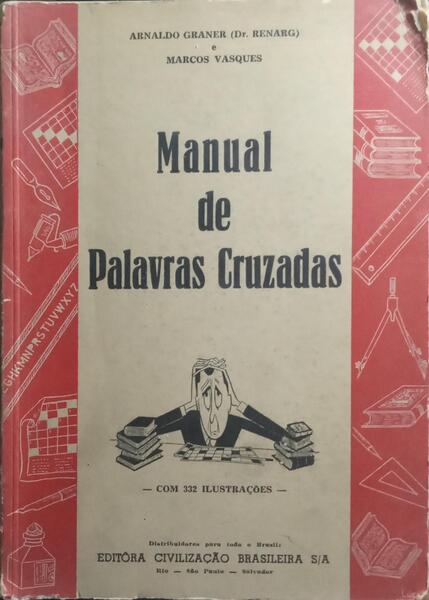 ARNALDO GRANER (Dr. RENARG)
e
MARCOS VASQUES
Manual
de
Palavras Cruzadas
GHKMNPRSTUVWXYZ
— COM 332 ILUSTRAÇÕES —
Distribuidores para todo o Brasil:
EDITÔRA CIVILIZAÇÃO BRASILEIRA S/A
Rio — São Paulo — Salvador